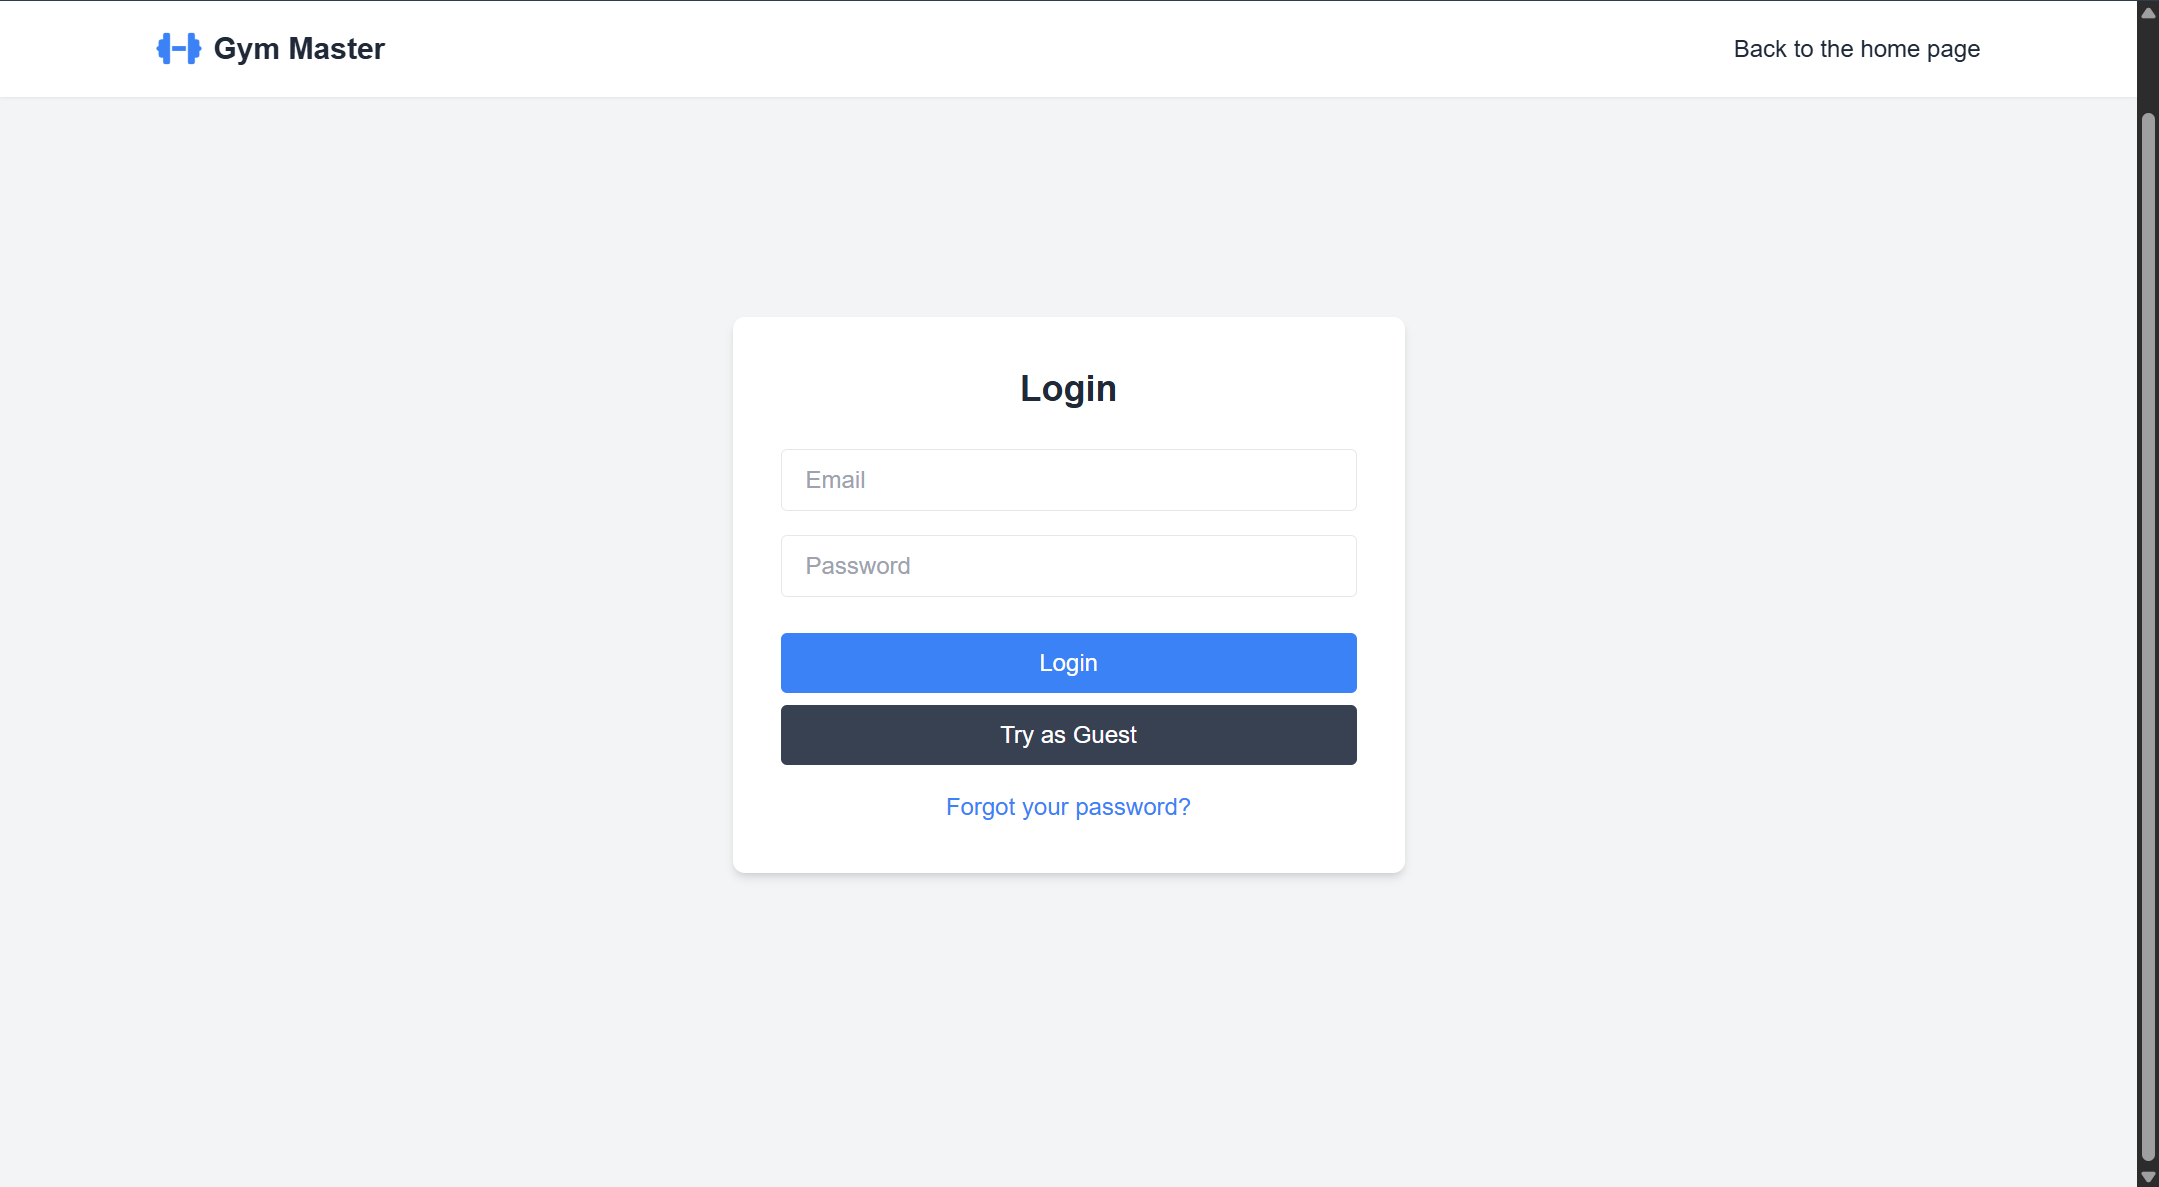 Gym Master
Back to the home page
Login
Email
Password
Login
Try as Guest
Forgot your password?